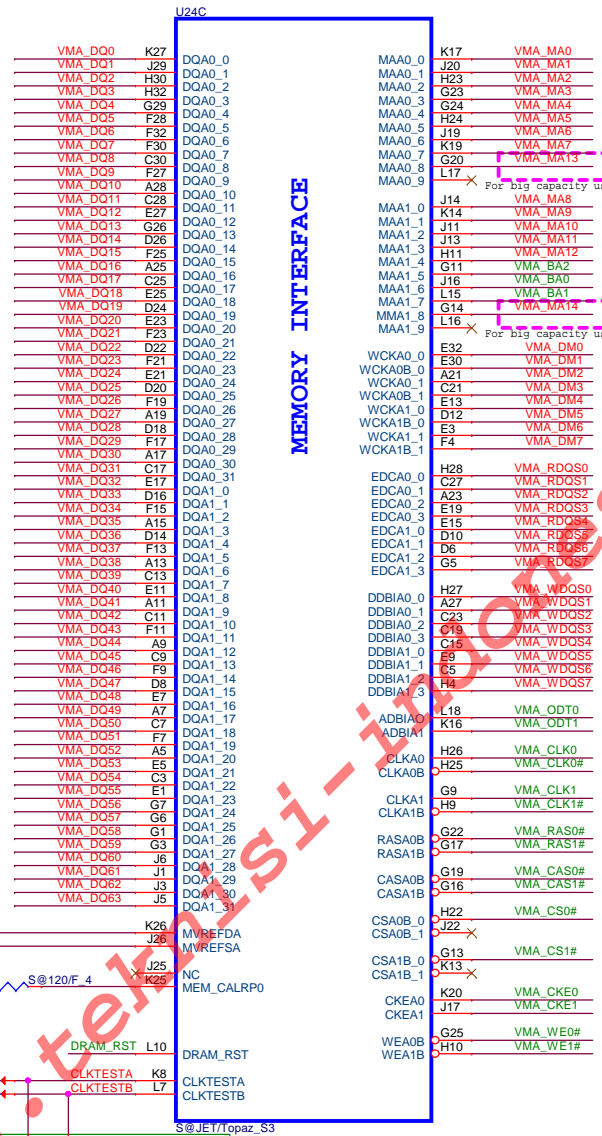 U24C
MEMORY INTERFACE
VMA_DQ0 K27 DQA0_0
VMA_DQ1 J29 DQA0_1
VMA_DQ2 H30 DQA0_2
VMA_DQ3 H32 DQA0_3
VMA_DQ4 G29 DQA0_4
VMA_DQ5 F28 DQA0_5
VMA_DQ6 F32 DQA0_6
VMA_DQ7 F30 DQA0_7
VMA_DQ8 C30 DQA0_8
VMA_DQ9 F27 DQA0_9
VMA_DQ10 A28 DQA0_10
VMA_DQ11 C28 DQA0_11
VMA_DQ12 E27 DQA0_12
VMA_DQ13 G26 DQA0_13
VMA_DQ14 D26 DQA0_14
VMA_DQ15 F25 DQA0_15
VMA_DQ16 A25 DQA0_16
VMA_DQ17 C25 DQA0_17
VMA_DQ18 E25 DQA0_18
VMA_DQ19 D24 DQA0_19
VMA_DQ20 E23 DQA0_20
VMA_DQ21 F23 DQA0_21
VMA_DQ22 D22 DQA0_22
VMA_DQ23 F21 DQA0_23
VMA_DQ24 E21 DQA0_24
VMA_DQ25 D20 DQA0_25
VMA_DQ26 F19 DQA0_26
VMA_DQ27 A19 DQA0_27
VMA_DQ28 D18 DQA0_28
VMA_DQ29 F17 DQA0_29
VMA_DQ30 A17 DQA0_30
VMA_DQ31 C17 DQA0_31
VMA_DQ32 E17 DQA1_0
VMA_DQ33 D16 DQA1_1
VMA_DQ34 F15 DQA1_2
VMA_DQ35 A15 DQA1_3
VMA_DQ36 D14 DQA1_4
VMA_DQ37 F13 DQA1_5
VMA_DQ38 A13 DQA1_6
VMA_DQ39 C13 DQA1_7
VMA_DQ40 E11 DQA1_8
VMA_DQ41 A11 DQA1_9
VMA_DQ42 C11 DQA1_10
VMA_DQ43 F11 DQA1_11
VMA_DQ44 A9 DQA1_12
VMA_DQ45 C9 DQA1_13
VMA_DQ46 F9 DQA1_14
VMA_DQ47 D8 DQA1_15
VMA_DQ48 E7 DQA1_16
VMA_DQ49 A7 DQA1_17
VMA_DQ50 C7 DQA1_18
VMA_DQ51 F7 DQA1_19
VMA_DQ52 A5 DQA1_20
VMA_DQ53 E5 DQA1_21
VMA_DQ54 C3 DQA1_22
VMA_DQ55 E1 DQA1_23
VMA_DQ56 G7 DQA1_24
VMA_DQ57 G6 DQA1_25
VMA_DQ58 G1 DQA1_26
VMA_DQ59 G3 DQA1_27
VMA_DQ60 J6 DQA1_28
VMA_DQ61 J1 DQA1_29
VMA_DQ62 J3 DQA1_30
VMA_DQ63 J5 DQA1_31
K26 MVREFDA
J26 MVREFSA
J25 NC
S@120/F_4 K25 MEM_CALRP0
DRAM_RST L10 DRAM_RST
CLKTESTA K8 CLKTESTA
CLKTESTB L7 CLKTESTB
MAA0_0 K17 VMA_MA0
MAA0_1 J20 VMA_MA1
MAA0_2 H23 VMA_MA2
MAA0_3 G23 VMA_MA3
MAA0_4 G24 VMA_MA4
MAA0_5 H24 VMA_MA5
MAA0_6 J19 VMA_MA6
MAA0_7 K19 VMA_MA7
MAA0_8 G20 VMA_MA13
MAA0_9 L17
For big capacity u
MAA1_0 J14 VMA_MA8
MAA1_1 K14 VMA_MA9
MAA1_2 J11 VMA_MA10
MAA1_3 J13 VMA_MA11
MAA1_4 H11 VMA_MA12
MAA1_5 G11 VMA_BA2
MAA1_6 J16 VMA_BA0
MAA1_7 L15 VMA_BA1
MMA1_8 G14 VMA_MA14
MAA1_9 L16
For big capacity u
WCKA0_0 E32 VMA_DM0
WCKA0B_0 E30 VMA_DM1
WCKA0_1 A21 VMA_DM2
WCKA0B_1 C21 VMA_DM3
WCKA1_0 E13 VMA_DM4
WCKA1B_0 D12 VMA_DM5
WCKA1_1 E3 VMA_DM6
WCKA1B_1 F4 VMA_DM7
EDCA0_0 H28 VMA_RDQS0
EDCA0_1 C27 VMA_RDQS1
EDCA0_2 A23 VMA_RDQS2
EDCA0_3 E19 VMA_RDQS3
EDCA1_0 E15 VMA_RDQS4
EDCA1_1 D10 VMA_RDQS5
EDCA1_2 D6 VMA_RDQS6
EDCA1_3 G5 VMA_RDQS7
DDBIA0_0 H27 VMA_WDQS0
DDBIA0_1 A27 VMA_WDQS1
DDBIA0_2 C23 VMA_WDQS2
DDBIA0_3 C19 VMA_WDQS3
DDBIA1_0 C15 VMA_WDQS4
DDBIA1_1 E9 VMA_WDQS5
DDBIA1_2 C5 VMA_WDQS6
DDBIA1_3 H4 VMA_WDQS7
ADBIA0 L18 VMA_ODT0
ADBIA1 K16 VMA_ODT1
CLKA0 H26 VMA_CLK0
CLKA0B H25 VMA_CLK0#
CLKA1 G9 VMA_CLK1
CLKA1B H9 VMA_CLK1#
RASA0B G22 VMA_RAS0#
RASA1B G17 VMA_RAS1#
CASA0B G19 VMA_CAS0#
CASA1B G16 VMA_CAS1#
CSA0B_0 H22 VMA_CS0#
CSA0B_1 J22
CSA1B_0 G13 VMA_CS1#
CSA1B_1 K13
CKEA0 K20 VMA_CKE0
CKEA1 J17 VMA_CKE1
WEA0B G25 VMA_WE0#
WEA1B H10 VMA_WE1#
S@JET/Topaz_S3
.teknisi-indones